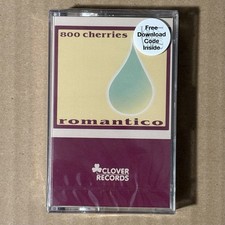 800 cherries
Free
Download
Code
Inside
romantico
CLOVER
RECORDS